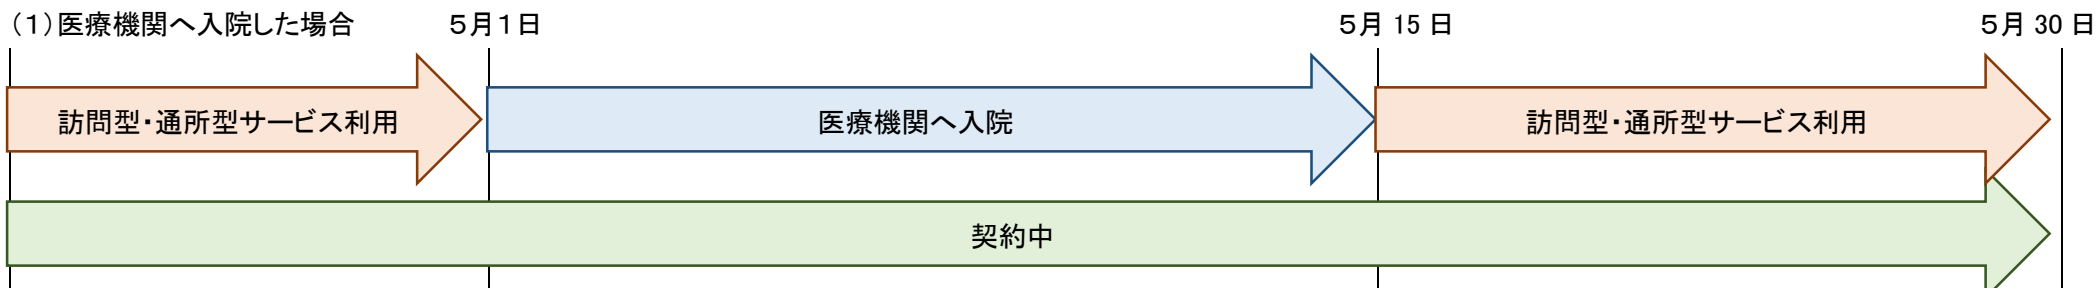 （１）医療機関へ入院した場合 ５月１日 ５月 15 日 ５月 30 日
訪問型・通所型サービス利用 医療機関へ入院 訪問型・通所型サービス利用
契約中